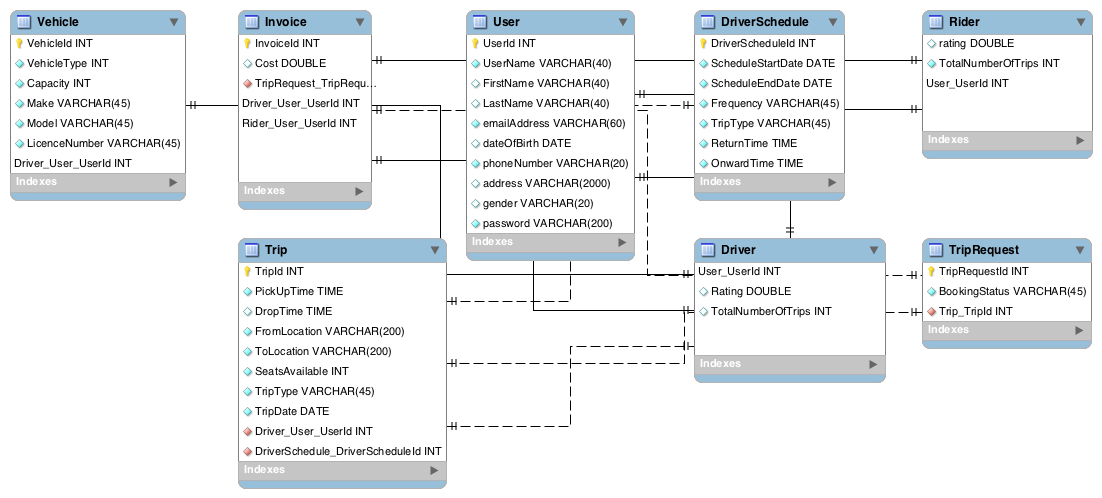 Vehicle
VehicleId INT
VehicleType INT
Capacity INT
Make VARCHAR(45)
Model VARCHAR(45)
LicenceNumber VARCHAR(45)
Driver_User_UserId INT
Indexes
Invoice
InvoiceId INT
Cost DOUBLE
TripRequest_TripRequ...
Driver_User_UserId INT
Rider_User_UserId INT
Indexes
User
UserId INT
UserName VARCHAR(40)
FirstName VARCHAR(40)
LastName VARCHAR(40)
emailAddress VARCHAR(60)
dateOfBirth DATE
phoneNumber VARCHAR(20)
address VARCHAR(2000)
gender VARCHAR(20)
password VARCHAR(200)
Indexes
DriverSchedule
DriverScheduleId INT
ScheduleStartDate DATE
ScheduleEndDate DATE
Frequency VARCHAR(45)
TripType VARCHAR(45)
ReturnTime TIME
OnwardTime TIME
Indexes
Rider
rating DOUBLE
TotalNumberOfTrips INT
User_UserId INT
Indexes
Trip
TripId INT
PickUpTime TIME
DropTime TIME
FromLocation VARCHAR(200)
ToLocation VARCHAR(200)
SeatsAvailable INT
TripType VARCHAR(45)
TripDate DATE
Driver_User_UserId INT
DriverSchedule_DriverScheduleId INT
Indexes
Driver
User_UserId INT
Rating DOUBLE
TotalNumberOfTrips INT
Indexes
TripRequest
TripRequestId INT
BookingStatus VARCHAR(45)
Trip_TripId INT
Indexes